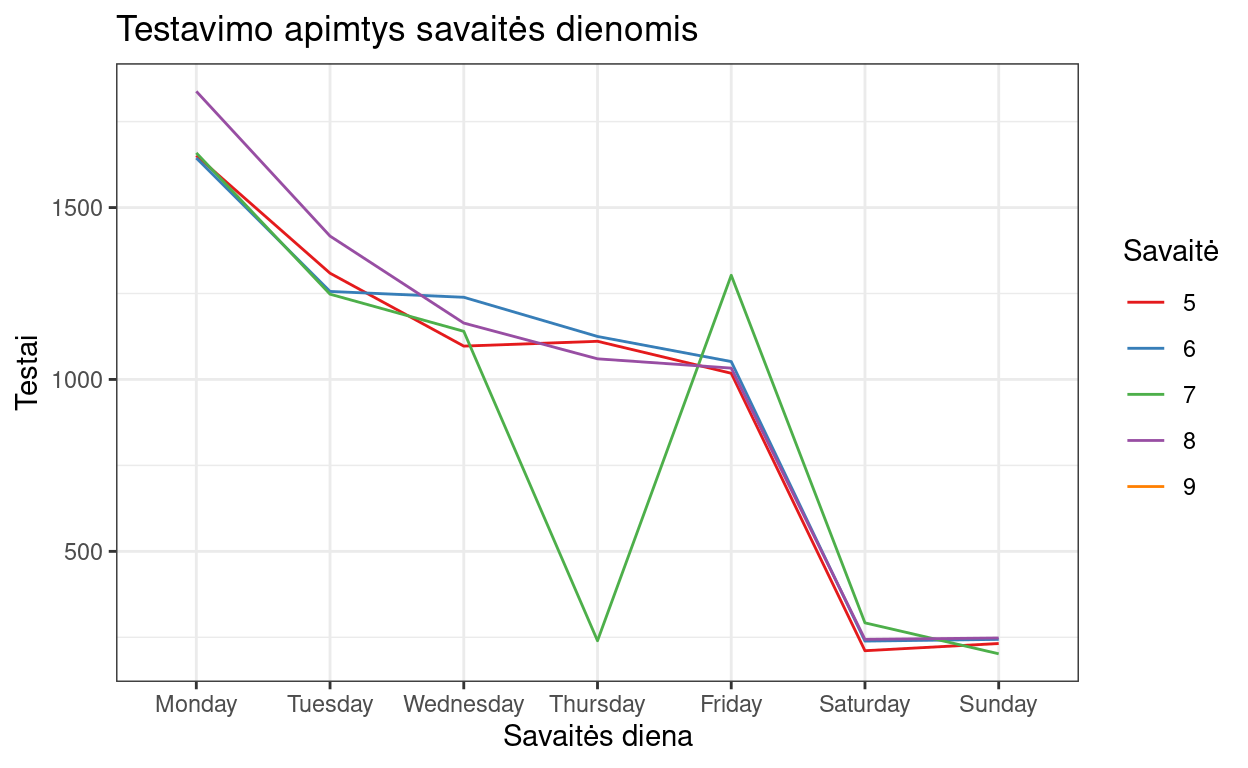 Testavimo apimtys savaitės dienomis
Testai
1500
1000
500
Monday Tuesday Wednesday Thursday Friday Saturday Sunday
Savaitės diena
Savaitė
5
6
7
8
9